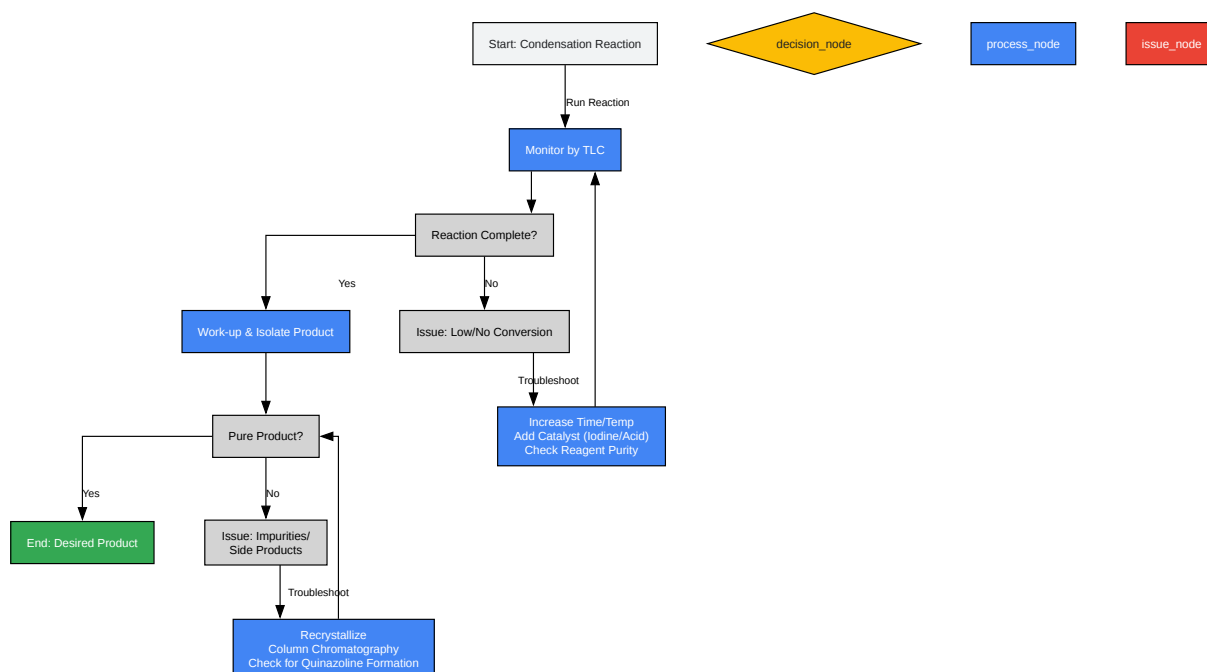 Start: Condensation Reaction
decision_node
process_node
issue_node
Run Reaction
Monitor by TLC
Reaction Complete?
Yes
No
Work-up & Isolate Product
Issue: Low/No Conversion
Troubleshoot
Increase Time/Temp
Add Catalyst (Iodine/Acid)
Check Reagent Purity
Pure Product?
Yes
No
End: Desired Product
Issue: Impurities/
Side Products
Troubleshoot
Recrystallize
Column Chromatography
Check for Quinazoline Formation